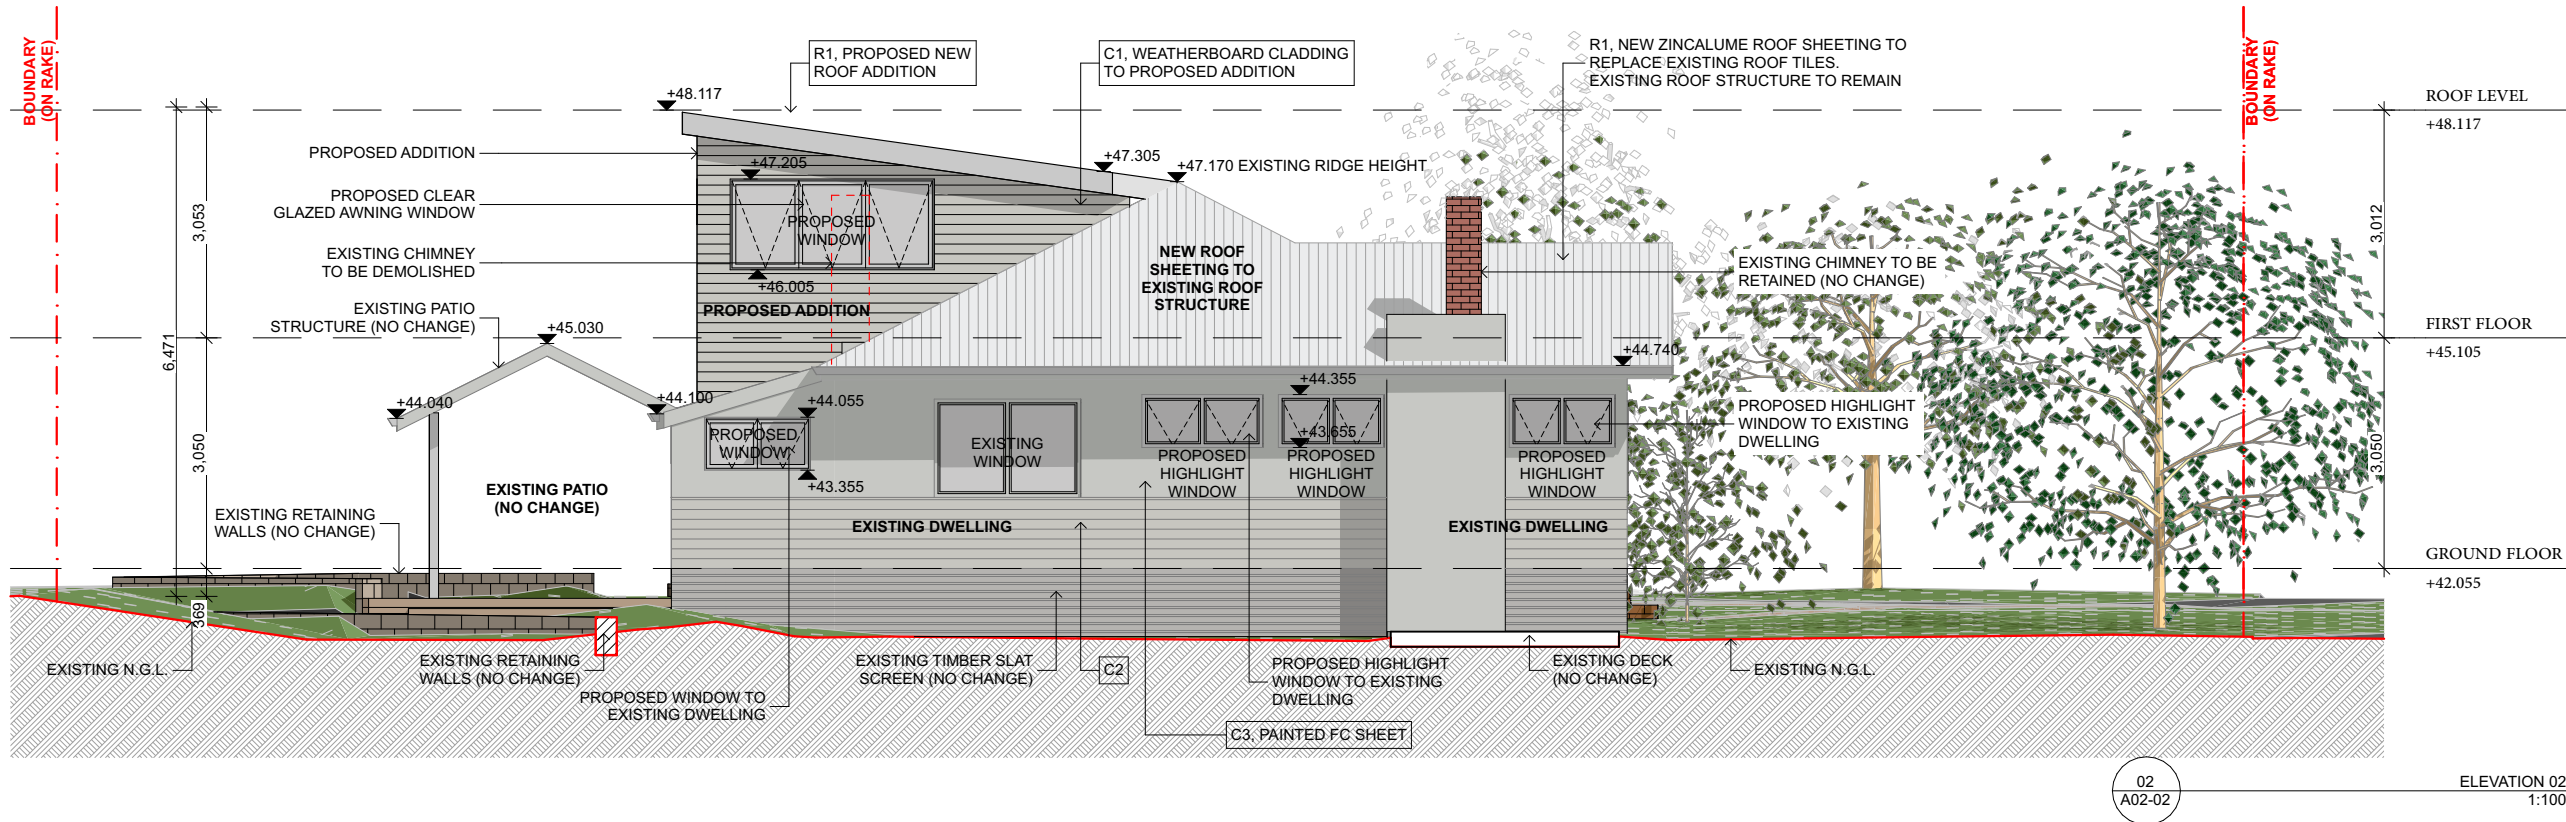 BOUNDARY
(ON RAKE)
R1, PROPOSED NEW
ROOF ADDITION
C1, WEATHERBOARD CLADDING
TO PROPOSED ADDITION
R1, NEW ZINCALUME ROOF SHEETING TO
REPLACE EXISTING ROOF TILES.
EXISTING ROOF STRUCTURE TO REMAIN
BOUNDARY
(ON RAKE)
ROOF LEVEL
+48.117
+48.117
PROPOSED ADDITION
+47.205
+47.305
+47.170 EXISTING RIDGE HEIGHT
PROPOSED CLEAR
GLAZED AWNING WINDOW
PROPOSED
WINDOW
3,053
3,012
EXISTING CHIMNEY
TO BE DEMOLISHED
+46.005
NEW ROOF
SHEETING TO
EXISTING ROOF
STRUCTURE
EXISTING CHIMNEY TO BE
RETAINED (NO CHANGE)
EXISTING PATIO
STRUCTURE (NO CHANGE)
PROPOSED ADDITION
+45.030
FIRST FLOOR
+45.105
6,471
+44.740
+44.040
+44.100
+44.055
+44.355
PROPOSED HIGHLIGHT
WINDOW TO EXISTING
DWELLING
PROPOSED
WINDOW
EXISTING
WINDOW
+43.655
PROPOSED
HIGHLIGHT
WINDOW
PROPOSED
HIGHLIGHT
WINDOW
PROPOSED
HIGHLIGHT
WINDOW
3,050
3,050
+43.355
EXISTING PATIO
(NO CHANGE)
EXISTING RETAINING
WALLS (NO CHANGE)
EXISTING DWELLING
EXISTING DWELLING
GROUND FLOOR
+42.055
369
EXISTING N.G.L.
EXISTING RETAINING
WALLS (NO CHANGE)
PROPOSED WINDOW TO
EXISTING DWELLING
EXISTING TIMBER SLAT
SCREEN (NO CHANGE)
C2
PROPOSED HIGHLIGHT
WINDOW TO EXISTING
DWELLING
C3, PAINTED FC SHEET
EXISTING DECK
(NO CHANGE)
EXISTING N.G.L.
02
A02-02
ELEVATION 02
1:100